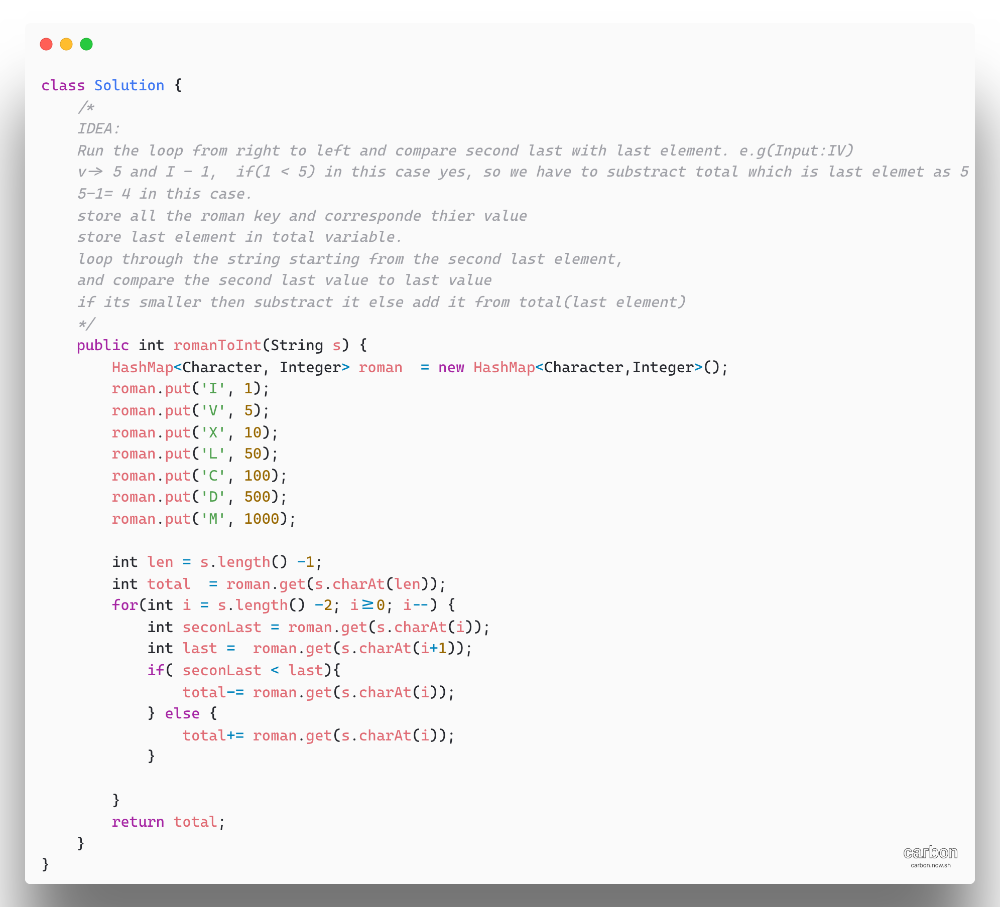 class Solution {
    /*
    IDEA:
    Run the loop from right to left and compare second last with last element. e.g(Input:IV)
    v-> 5 and I - 1,  if(1 < 5) in this case yes, so we have to substract total which is last elemet as 5
    5-1= 4 in this case.
    store all the roman key and corresponde thier value
    store last element in total variable.
    loop through the string starting from the second last element,
    and compare the second last value to last value
    if its smaller then substract it else add it from total(last element)
    */
    public int romanToInt(String s) {
        HashMap<Character, Integer> roman  = new HashMap<Character,Integer>();
        roman.put('I', 1);
        roman.put('V', 5);
        roman.put('X', 10);
        roman.put('L', 50);
        roman.put('C', 100);
        roman.put('D', 500);
        roman.put('M', 1000);

        int len = s.length() -1;
        int total  = roman.get(s.charAt(len));
        for(int i = s.length() -2; i>=0; i--) {
            int seconLast = roman.get(s.charAt(i));
            int last =  roman.get(s.charAt(i+1));
            if( seconLast < last){
                total-= roman.get(s.charAt(i));
            } else {
                total+= roman.get(s.charAt(i));
            }

        }
        return total;
    }
}
carbon
carbon.now.sh